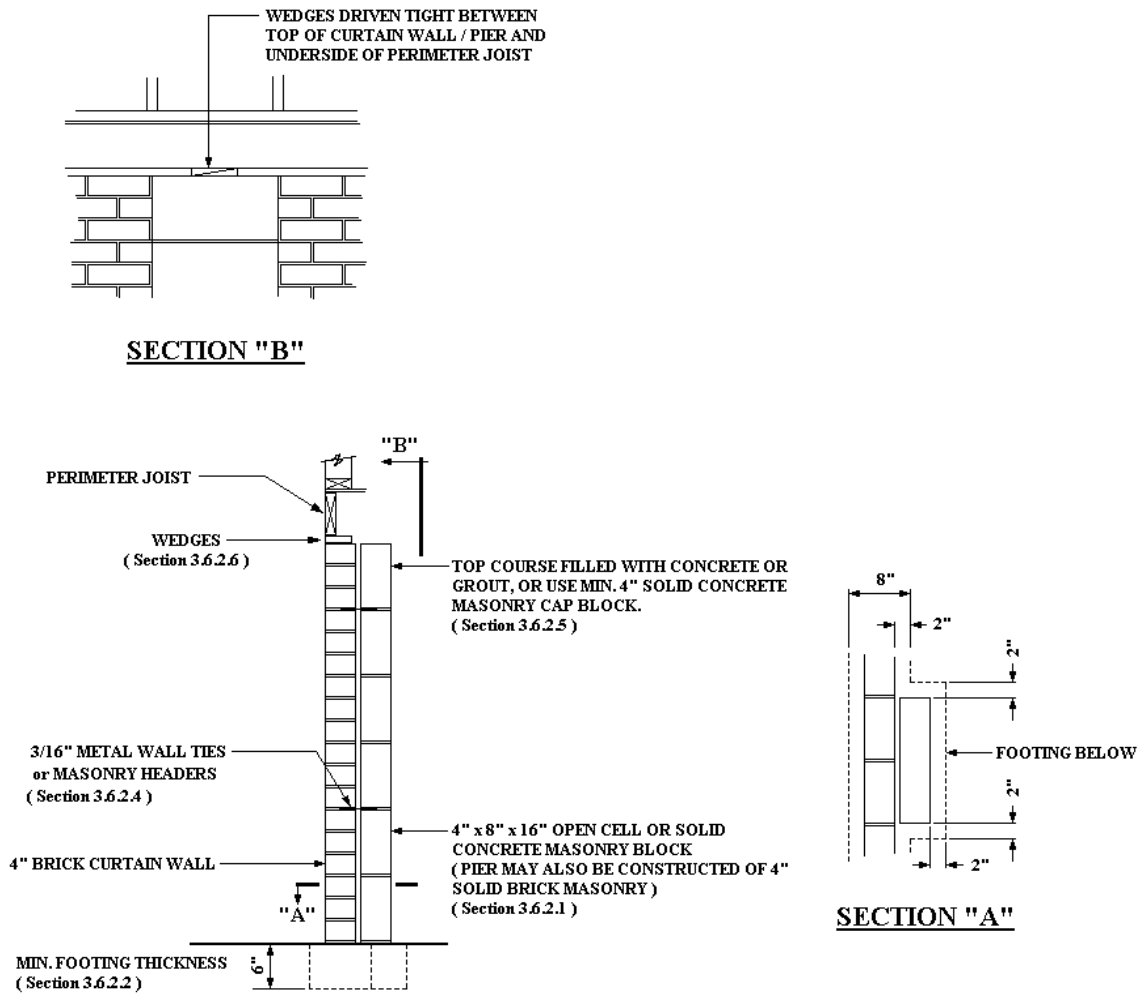 WEDGES DRIVEN TIGHT BETWEEN
TOP OF CURTAIN WALL / PIER AND
UNDERSIDE OF PERIMETER JOIST
SECTION "B"
"B"
PERIMETER JOIST
WEDGES
( Section 3.6.2.6 )
TOP COURSE FILLED WITH CONCRETE OR
GROUT, OR USE MIN. 4" SOLID CONCRETE
MASONRY CAP BLOCK.
( Section 3.6.2.5 )
3/16" METAL WALL TIES
or MASONRY HEADERS
( Section 3.6.2.4 )
4" BRICK CURTAIN WALL
4" x 8" x 16" OPEN CELL OR SOLID
CONCRETE MASONRY BLOCK
( PIER MAY ALSO BE CONSTRUCTED OF 4"
SOLID BRICK MASONRY )
( Section 3.6.2.1 )
"A"
MIN. FOOTING THICKNESS
( Section 3.6.2.2 )
6"
8"
2"
2"
FOOTING BELOW
2"
2"
SECTION "A"